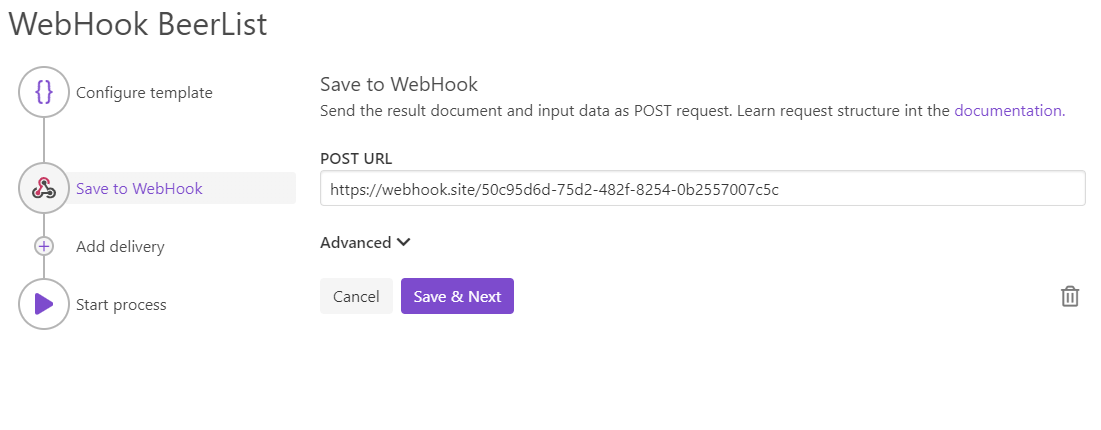 WebHook BeerList
Configure template
Save to WebHook
Add delivery
Start process
Save to WebHook
Send the result document and input data as POST request. Learn request structure int the documentation.
POST URL
https://webhook.site/50c95d6d-75d2-482f-8254-0b2557007c5c
Advanced
Cancel
Save & Next